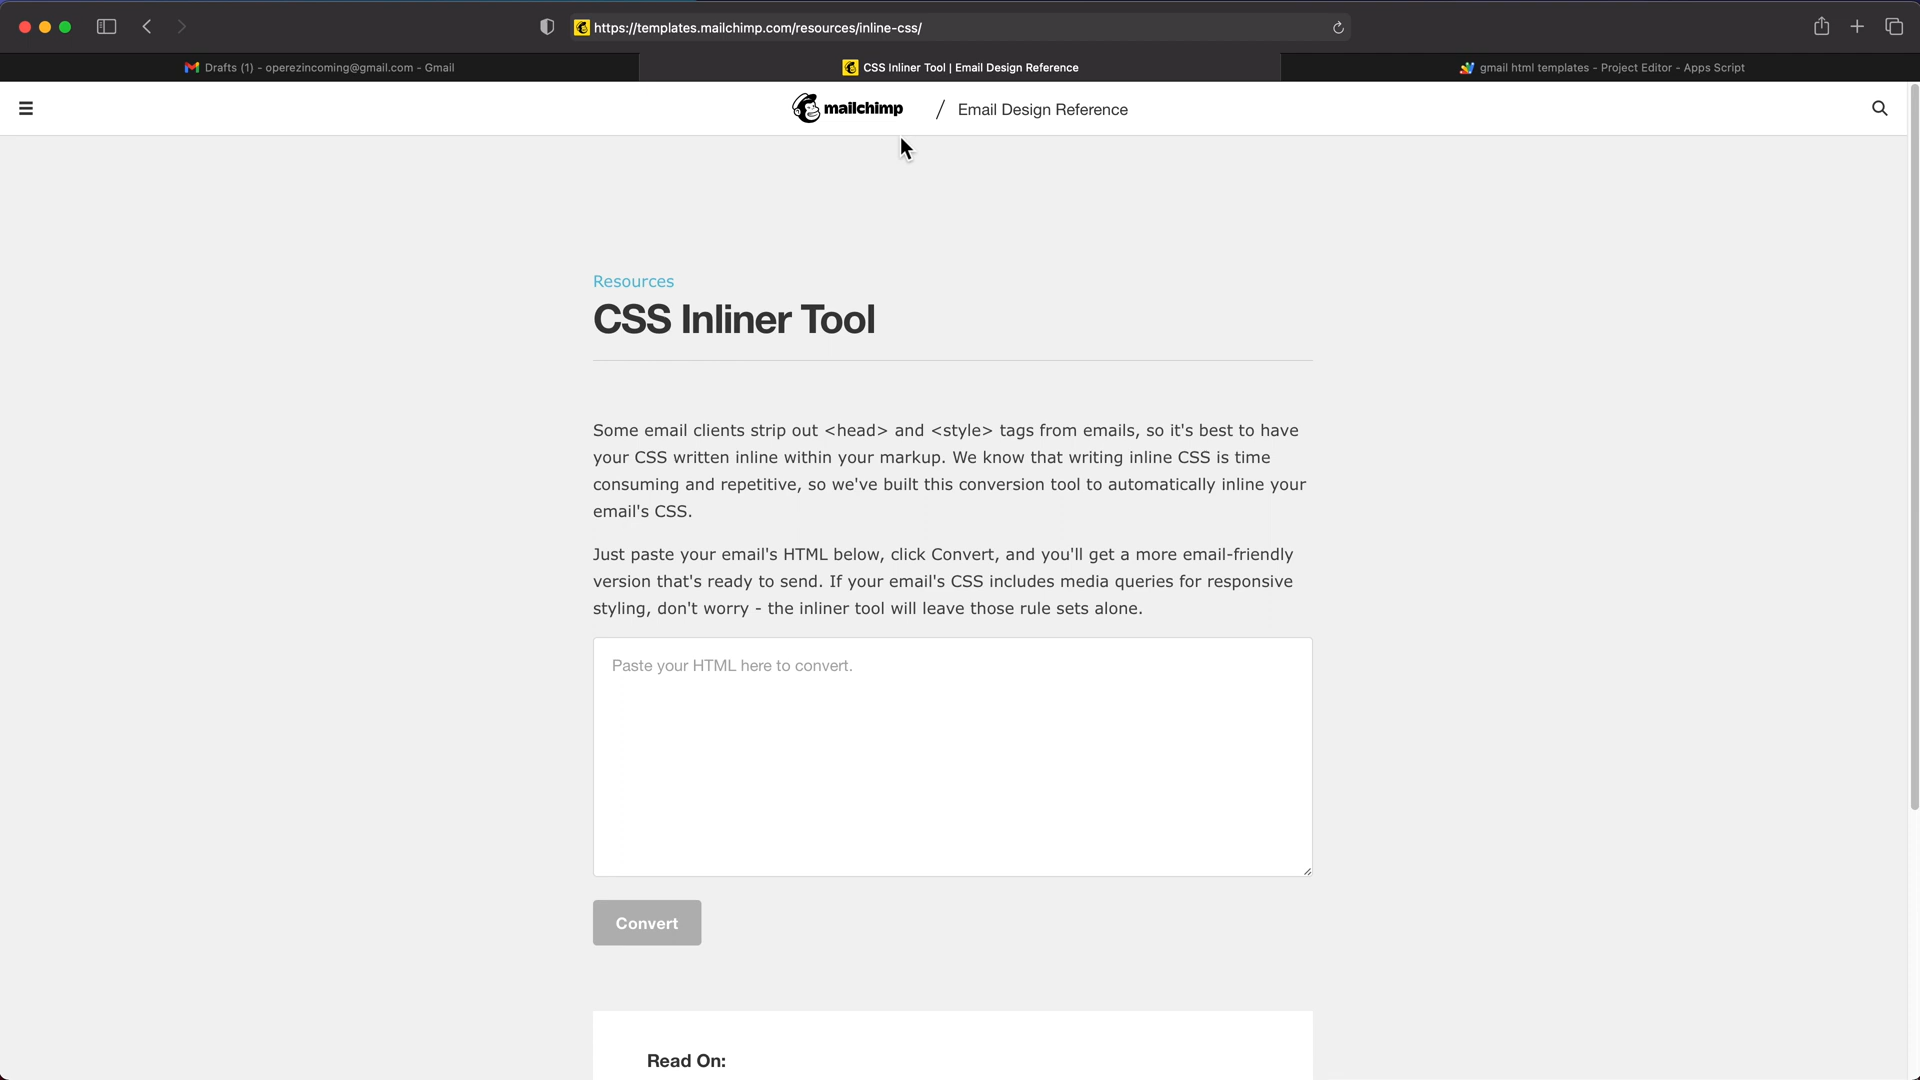 https://templates.mailchimp.com/resources/inline-css/
Drafts (1) - operezincoming@gmail.com - Gmail
CSS Inliner Tool | Email Design Reference
gmail html templates - Project Editor - Apps Script
mailchimp / Email Design Reference
Resources
CSS Inliner Tool
Some email clients strip out <head> and <style> tags from emails, so it's best to have
your CSS written inline within your markup. We know that writing inline CSS is time
consuming and repetitive, so we've built this conversion tool to automatically inline your
email's CSS.
Just paste your email's HTML below, click Convert, and you'll get a more email-friendly
version that's ready to send. If your email's CSS includes media queries for responsive
styling, don't worry - the inliner tool will leave those rule sets alone.
Paste your HTML here to convert.
Convert
Read On: